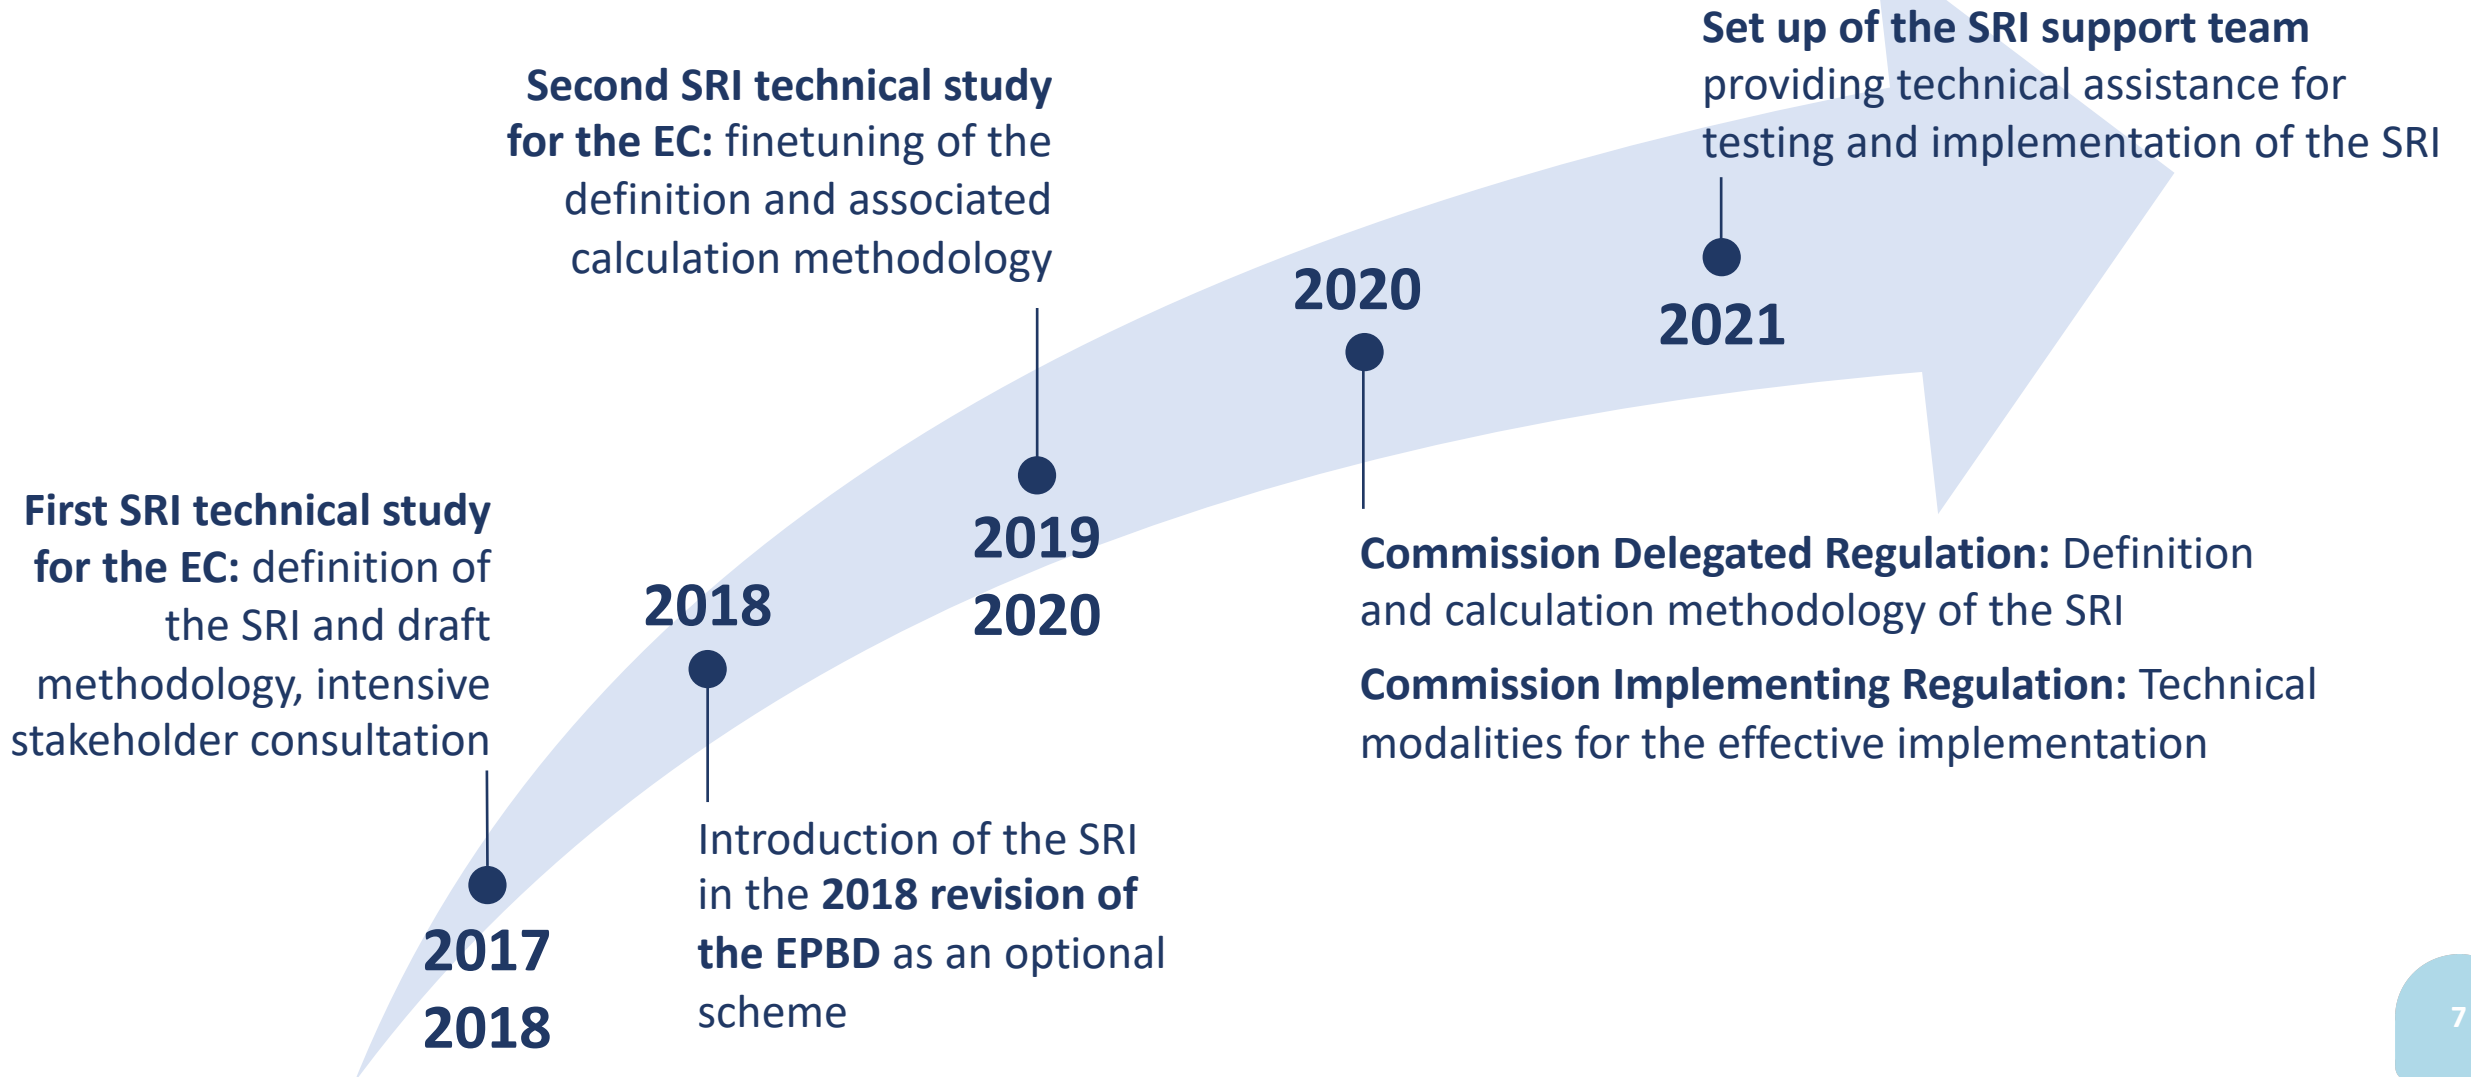 First SRI technical study
for the EC: definition of
the SRI and draft
methodology, intensive
stakeholder consultation
2017
2018
2018
Introduction of the SRI
in the 2018 revision of
the EPBD as an optional
scheme
Second SRI technical study
for the EC: finetuning of the
definition and associated
calculation methodology
2019
2020
2020
Commission Delegated Regulation: Definition
and calculation methodology of the SRI
Commission Implementing Regulation: Technical
modalities for the effective implementation
Set up of the SRI support team
providing technical assistance for
testing and implementation of the SRI
2021
7